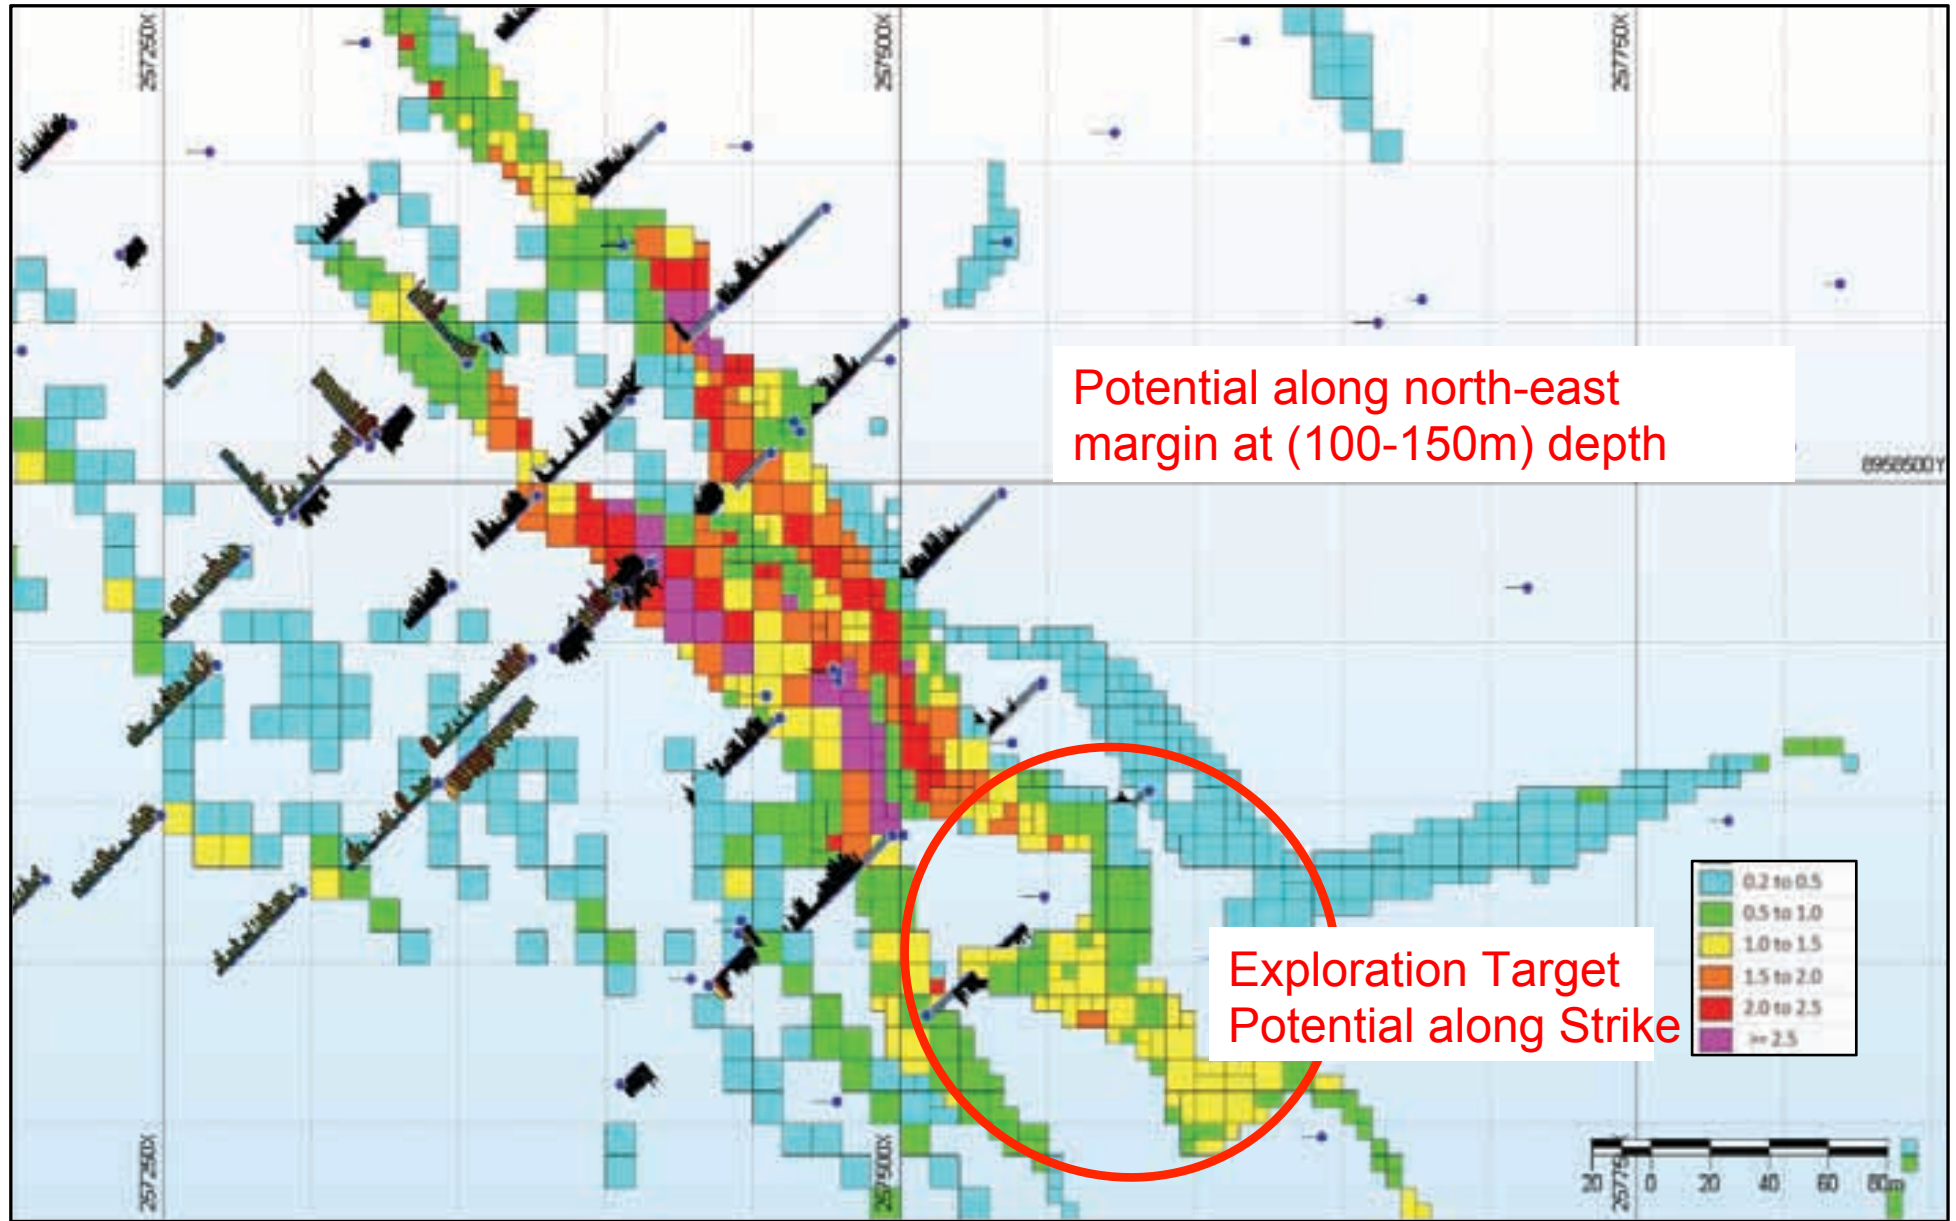 257250X
257500X
257750X
Potential along north-east
margin at (100-150m) depth
8958500Y
0.2 to 0.5
0.5 to 1.0
1.0 to 1.5
1.5 to 2.0
2.0 to 2.5
>= 2.5
Exploration Target
Potential along Strike
257250X
257500X
20 0 20 40 60 80m